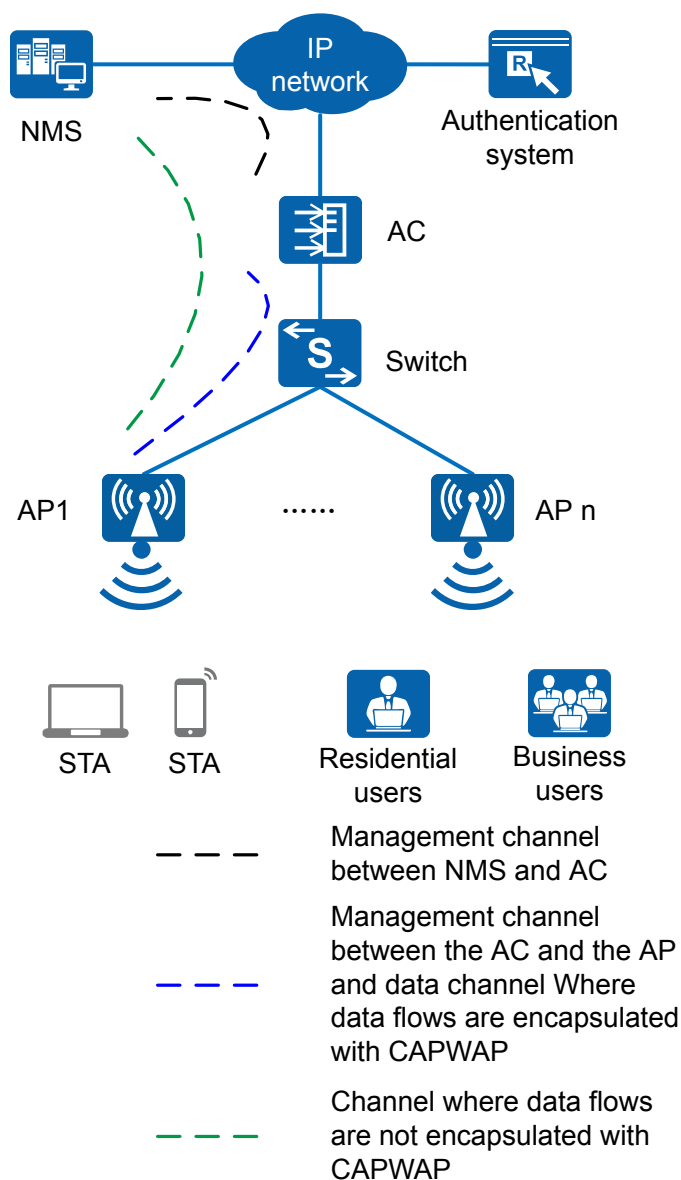 IP
network
NMS
R
Authentication
system
AC
S
Switch
AP1
......
AP n
STA
STA
Residential
users
Business
users
Management channel
between NMS and AC
Management channel
between the AC and the AP
and data channel Where
data flows are encapsulated
with CAPWAP
Channel where data flows
are not encapsulated with
CAPWAP